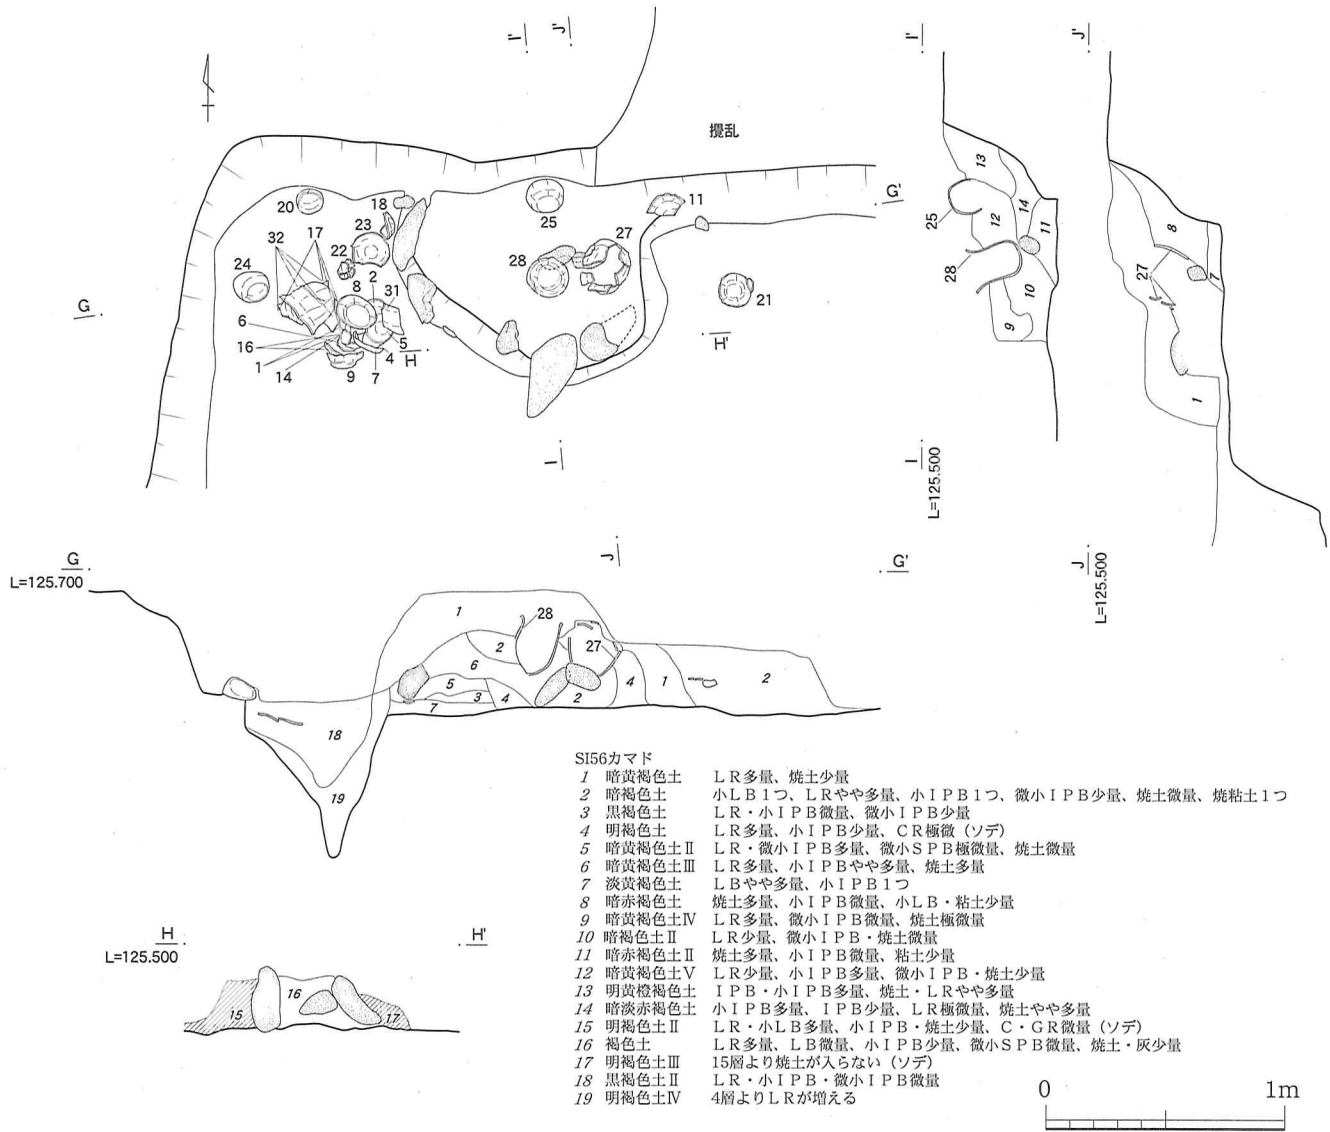 I' J'
攪乱
G'
11
20
18
23
25
27
32 17
22
24
28
2
8 31
21
G
6
16
5
4
H
H'
1
14
9 7
I
J
I' J'
13
14
11
25
12
28
10
9
I
L=125.500
8
7
27
1
J
L=125.500
G
L=125.700
G'
1
28
2
27
6
5
3
4
7
2
4
1
2
18
19
H
L=125.500
H'
15
16
17
SI56カマド
1 暗黄褐色土 LR多量、焼土少量
2 暗褐色土 小LB1つ、LRやや多量、小IPB1つ、微小IPB少量、焼土微量、焼粘土1つ
3 黒褐色土 LR・小IPB微量、微小IPB少量
4 明褐色土 LR多量、小IPB少量、CR極微（ソデ）
5 暗黄褐色土Ⅱ LR・微小IPB多量、微小SPB極微量、焼土微量
6 暗黄褐色土Ⅲ LR多量、小IPBやや多量、焼土多量
7 淡黄褐色土 LBやや多量、小IPB1つ
8 暗赤褐色土 焼土多量、小IPB微量、小LB・粘土少量
9 暗黄褐色土Ⅳ LR多量、微小IPB微量、焼土極微量
10 暗褐色土Ⅱ LR少量、微小IPB・焼土微量
11 暗赤褐色土Ⅱ 焼土多量、小IPB微量、粘土少量
12 暗黄褐色土Ⅴ LR少量、小IPB多量、微小IPB・焼土少量
13 明黄橙褐色土 IPB・小IPB多量、焼土・LRやや多量
14 暗淡赤褐色土 小IPB多量、IPB少量、LR極微量、焼土やや多量
15 明褐色土Ⅱ LR・小LB多量、小IPB・焼土少量、C・GR微量（ソデ）
16 褐色土 LR多量、LB微量、小IPB少量、微小SPB微量、焼土・灰少量
17 明褐色土Ⅲ 15層より焼土が入らない（ソデ）
18 黒褐色土Ⅱ LR・小IPB・微小IPB微量
19 明褐色土Ⅳ 4層よりLRが増える
0 1m